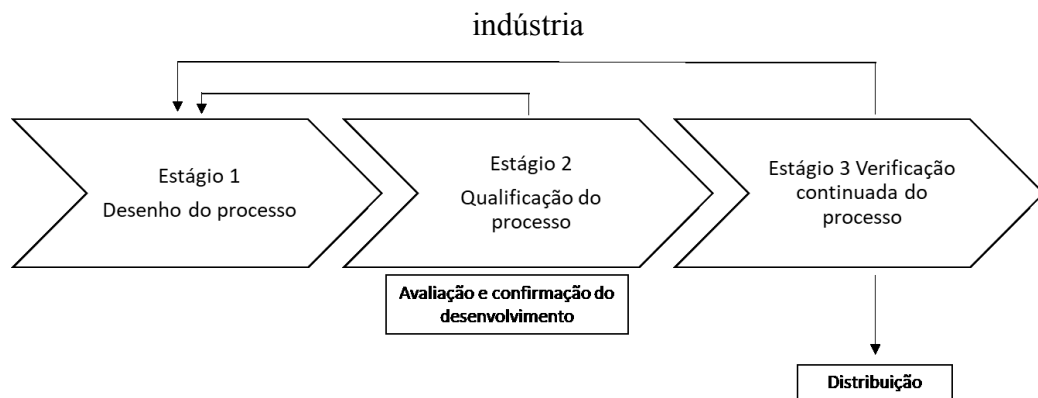 indústria
Estágio 1
Desenho do processo
Estágio 2
Qualificação do
processo
Estágio 3 Verificação
continuada do
processo
Avaliação e confirmação do
desenvolvimento
Distribuição